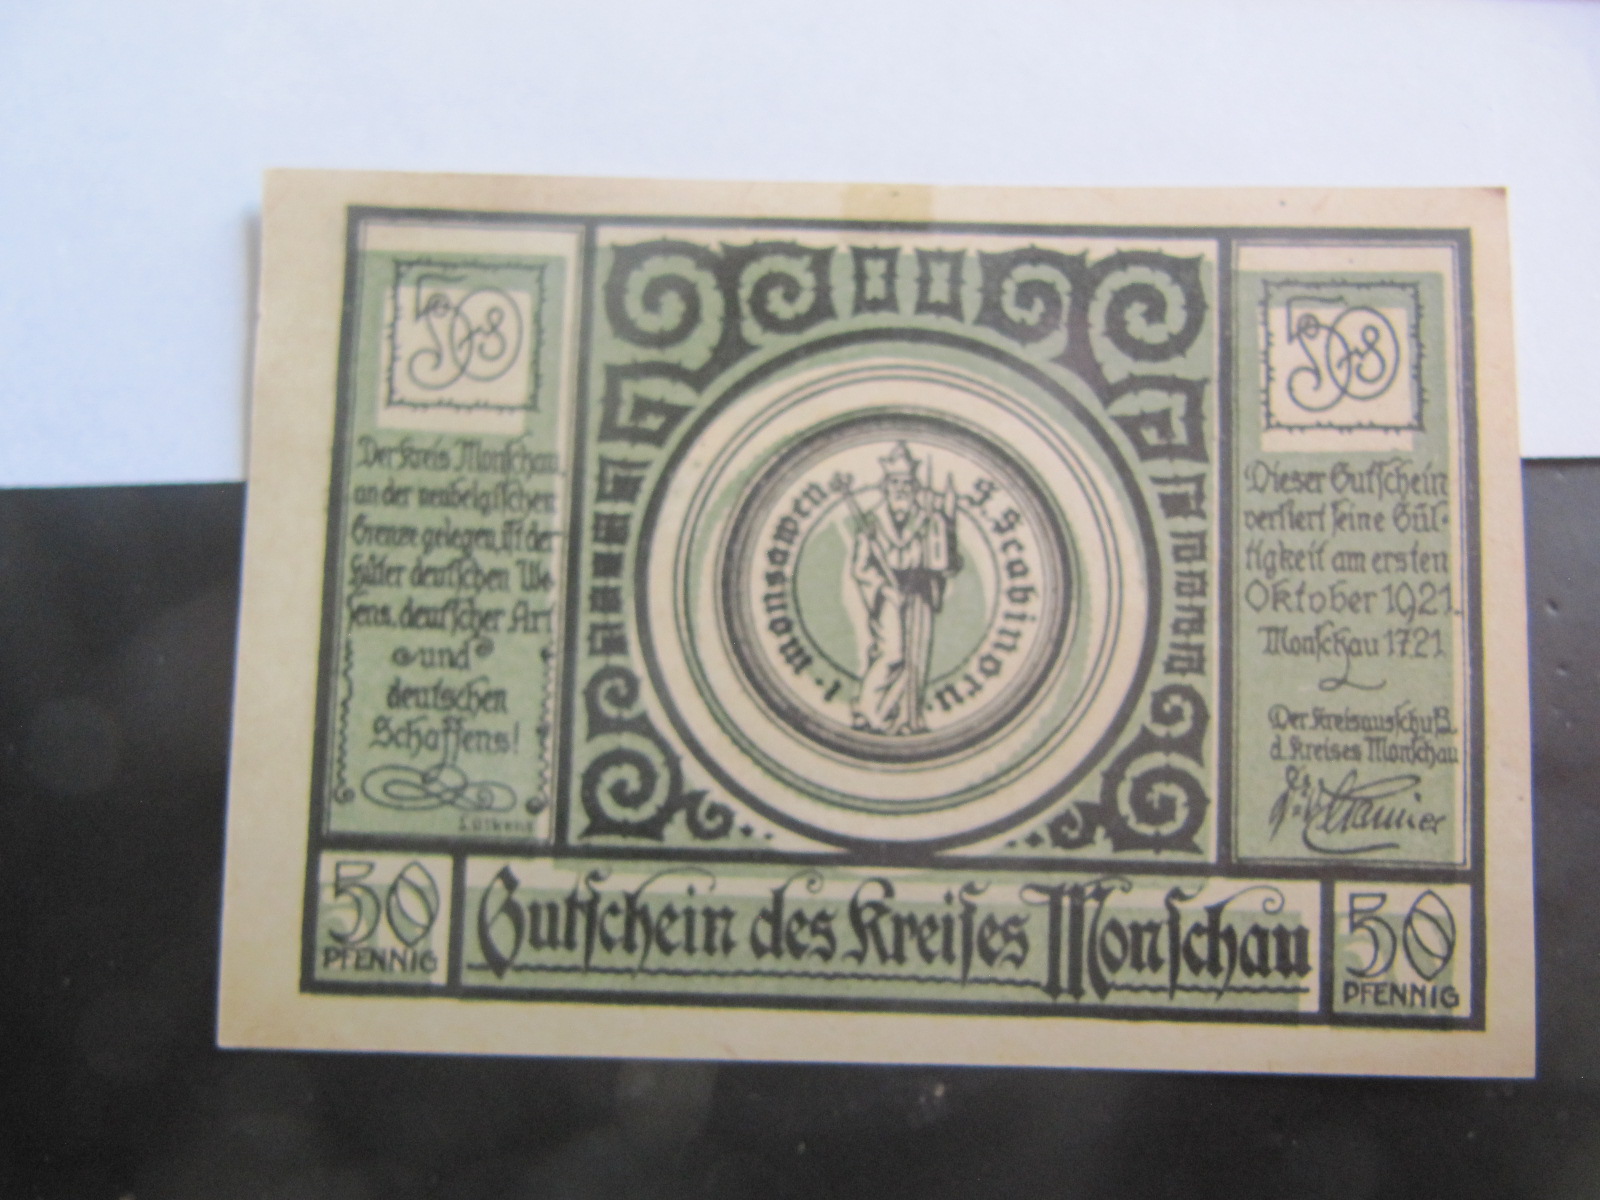 50
Der Kreis Monschau
an der neubelgischen
Grenze gelegen, ist der
Hüter deutschen We-
sens, deutscher Art
und
deutschen
Schaffens!
S. Scabinoru
m · monsawen
50
Dieser Gutschein
verliert seine Gül-
tigkeit am ersten
Oktober 1921.
Monschau 1.7.21
Der Kreisausschuß
d. Kreises Monschau
50
PFENNIG
Gutschein des Kreises Monschau
50
PFENNIG